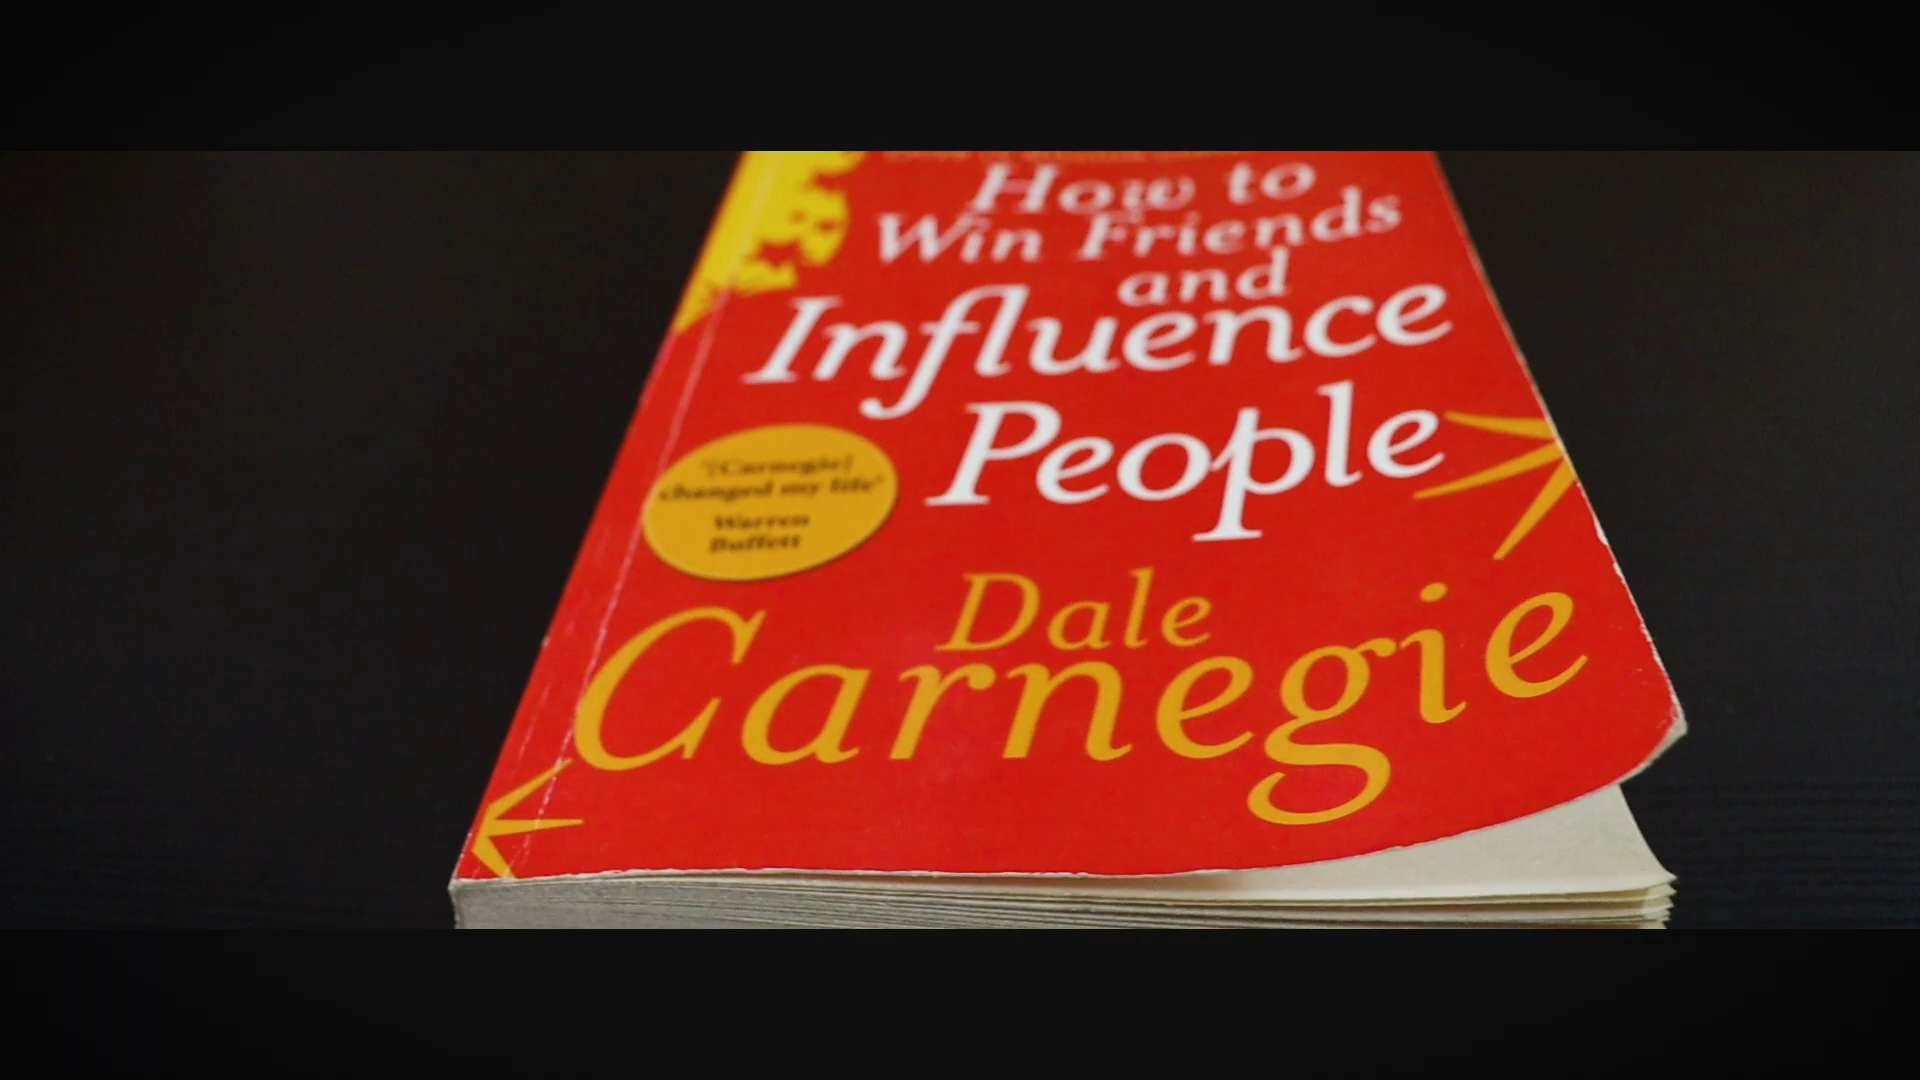 How to
Win Friends
and
Influence
People
"[Carnegie]
changed my life"
Warren
Buffett
Dale
Carnegie